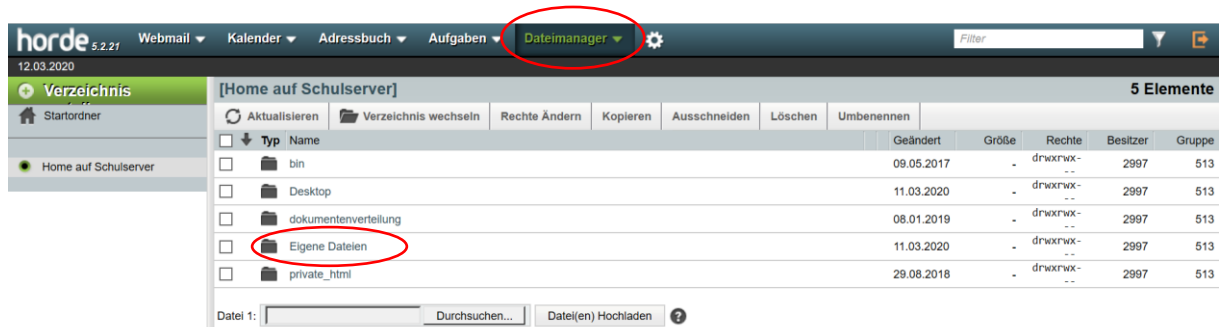 horde 5.2.21 Webmail Kalender Adressbuch Aufgaben Dateimanager Filter
12.03.2020
Verzeichnis [Home auf Schulserver] 5 Elemente
Startordner Aktualisieren Verzeichnis wechseln Rechte Ändern Kopieren Ausschneiden Löschen Umbenennen
Typ Name Geändert Größe Rechte Besitzer Gruppe
Home auf Schulserver bin 09.05.2017 - drwxrwx--- 2997 513
Desktop 11.03.2020 - drwxrwx--- 2997 513
dokumentenverteilung 08.01.2019 - drwxrwx--- 2997 513
Eigene Dateien 11.03.2020 - drwxrwx--- 2997 513
private_html 29.08.2018 - drwxrwx--- 2997 513
Datei 1: Durchsuchen... Datei(en) Hochladen